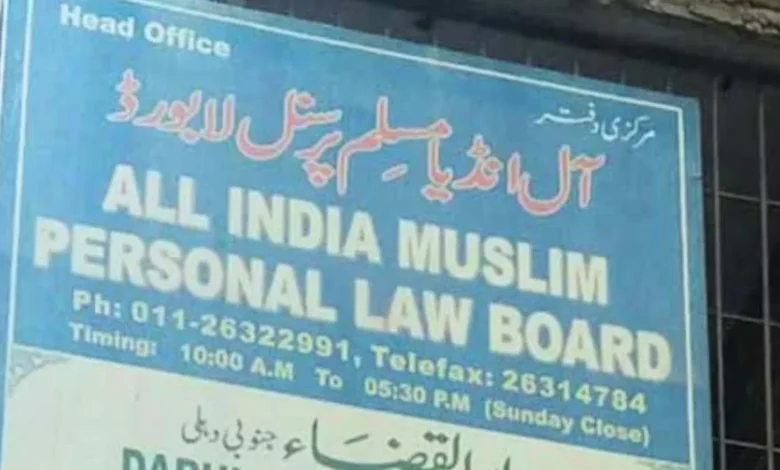 Head Office
مرکزی دفتر
آل انڈیا مسلم پرسنل لا بورڈ
ALL INDIA MUSLIM
PERSONAL LAW BOARD
Ph: 011-26322991, Telefax: 26314784
Timing: 10:00 A.M To 05:30 P.M (Sunday Close)
القضاء جنوبی دہلی